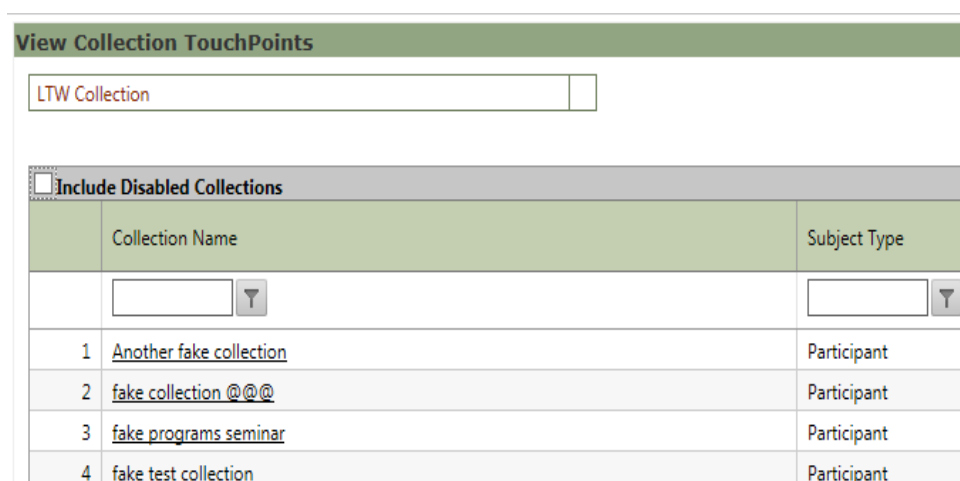 View Collection TouchPoints
LTW Collection
Include Disabled Collections
Collection Name Subject Type
1 Another fake collection Participant
2 fake collection @@@ Participant
3 fake programs seminar Participant
4 fake test collection Participant